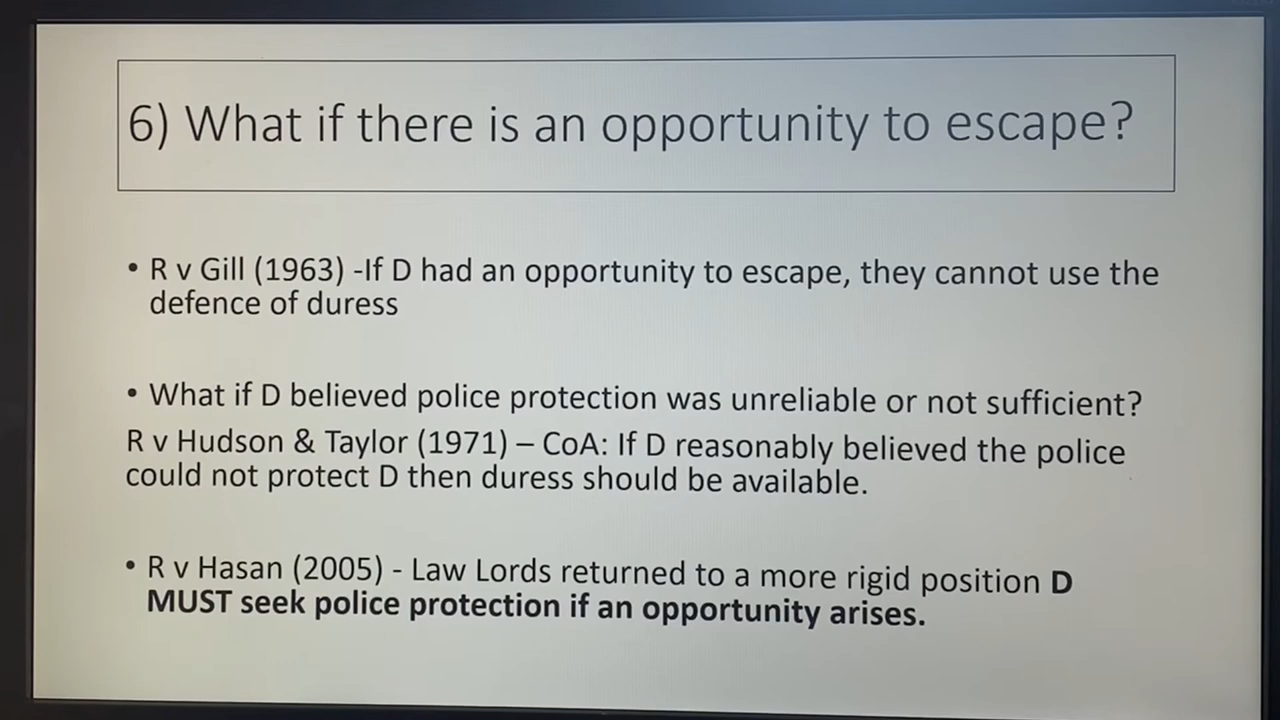 6) What if there is an opportunity to escape?
• R v Gill (1963) -If D had an opportunity to escape, they cannot use the
defence of duress
• What if D believed police protection was unreliable or not sufficient?
R v Hudson & Taylor (1971) – CoA: If D reasonably believed the police
could not protect D then duress should be available.
• R v Hasan (2005) - Law Lords returned to a more rigid position D
MUST seek police protection if an opportunity arises.